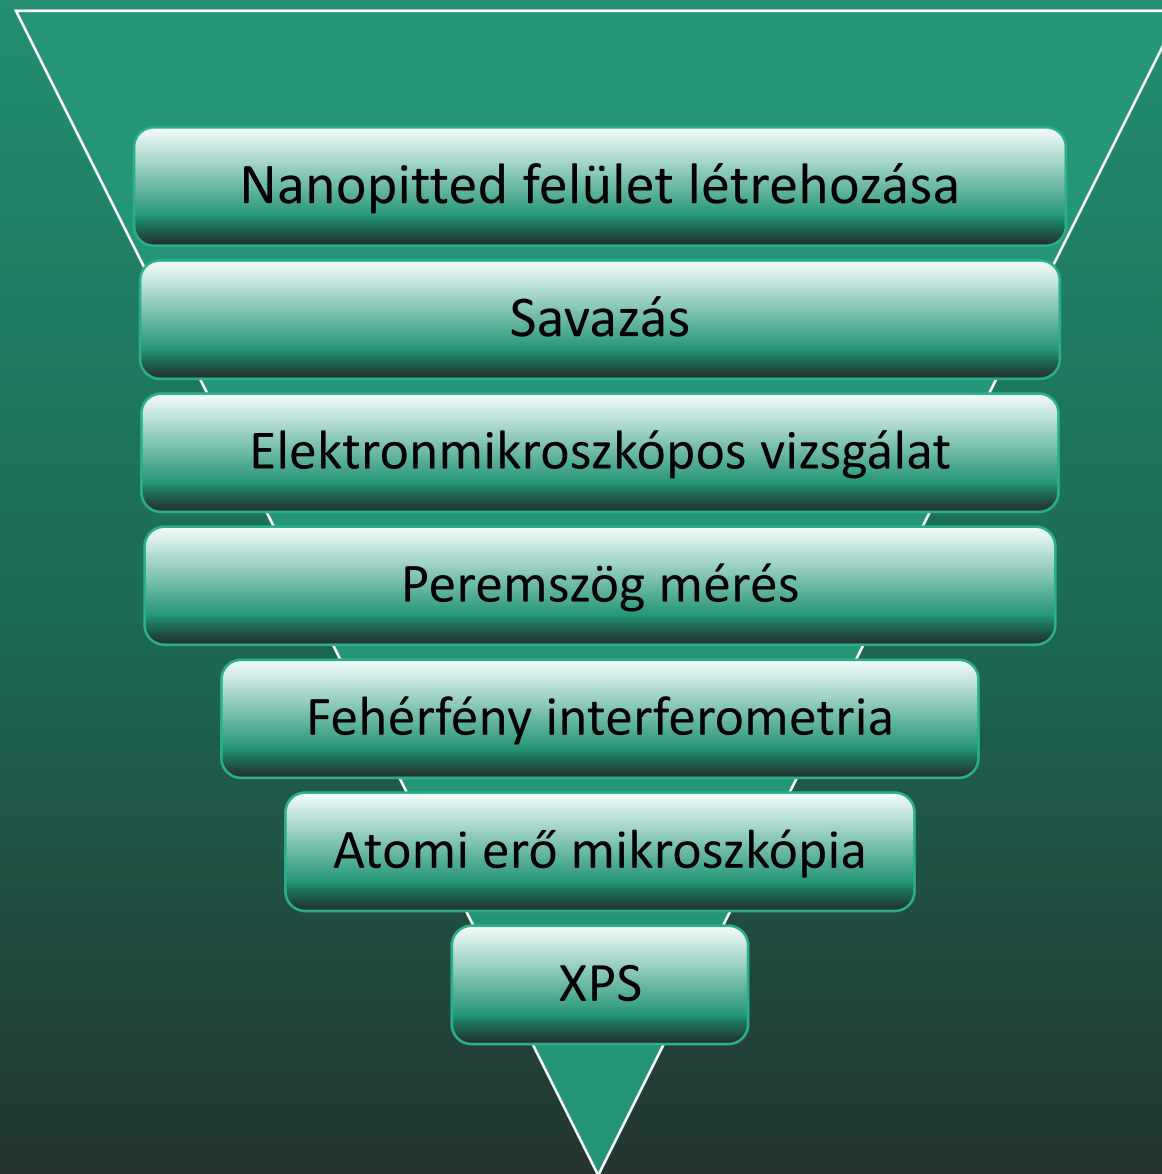 Nanopitted felület létrehozása
Savazás
Elektronmikroszkópos vizsgálat
Peremszög mérés
Fehérfény interferometria
Atomi erő mikroszkópia
XPS